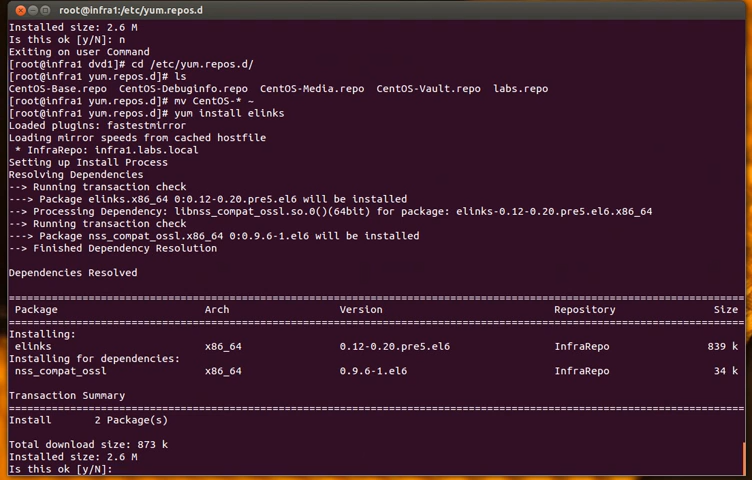 root@infra1:/etc/yum.repos.d
Installed size: 2.6 M
Is this ok [y/N]: n
Exiting on user Command
[root@infra1 dvd1]# cd /etc/yum.repos.d/
[root@infra1 yum.repos.d]# ls
CentOS-Base.repo  CentOS-Debuginfo.repo  CentOS-Media.repo  CentOS-Vault.repo  labs.repo
[root@infra1 yum.repos.d]# mv CentOS-* ~
[root@infra1 yum.repos.d]# yum install elinks
Loaded plugins: fastestmirror
Loading mirror speeds from cached hostfile
 * InfraRepo: infra1.labs.local
Setting up Install Process
Resolving Dependencies
--> Running transaction check
---> Package elinks.x86_64 0:0.12-0.20.pre5.el6 will be installed
--> Processing Dependency: libnss_compat_ossl.so.0()(64bit) for package: elinks-0.12-0.20.pre5.el6.x86_64
--> Running transaction check
---> Package nss_compat_ossl.x86_64 0:0.9.6-1.el6 will be installed
--> Finished Dependency Resolution
Dependencies Resolved
================================================================================
 Package    Arch    Version    Repository    Size
================================================================================
Installing:
 elinks    x86_64    0.12-0.20.pre5.el6    InfraRepo    839 k
Installing for dependencies:
 nss_compat_ossl    x86_64    0.9.6-1.el6    InfraRepo    34 k
Transaction Summary
================================================================================
Install    2 Package(s)
Total download size: 873 k
Installed size: 2.6 M
Is this ok [y/N]: